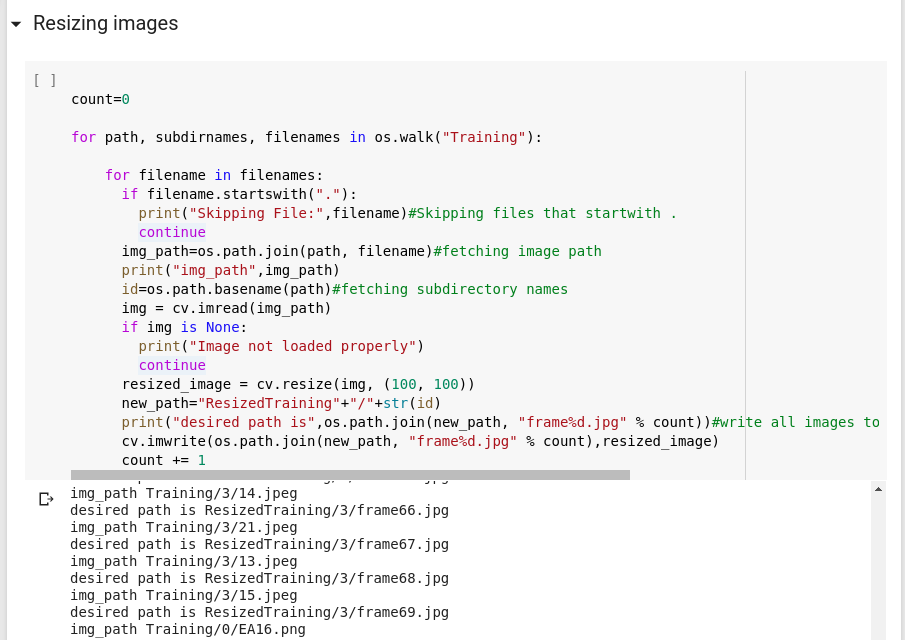 Resizing images
[ ]
count=0
for path, subdirnames, filenames in os.walk("Training"):
for filename in filenames:
if filename.startswith("."):
print("Skipping File:",filename)#Skipping files that startwith .
continue
img_path=os.path.join(path, filename)#fetching image path
print("img_path",img_path)
id=os.path.basename(path)#fetching subdirectory names
img = cv.imread(img_path)
if img is None:
print("Image not loaded properly")
continue
resized_image = cv.resize(img, (100, 100))
new_path="ResizedTraining"+"/"+str(id)
print("desired path is",os.path.join(new_path, "frame%d.jpg" % count))#write all images to
cv.imwrite(os.path.join(new_path, "frame%d.jpg" % count),resized_image)
count += 1
img_path Training/3/14.jpeg
desired path is ResizedTraining/3/frame66.jpg
img_path Training/3/21.jpeg
desired path is ResizedTraining/3/frame67.jpg
img_path Training/3/13.jpeg
desired path is ResizedTraining/3/frame68.jpg
img_path Training/3/15.jpeg
desired path is ResizedTraining/3/frame69.jpg
img_path Training/0/EA16.png